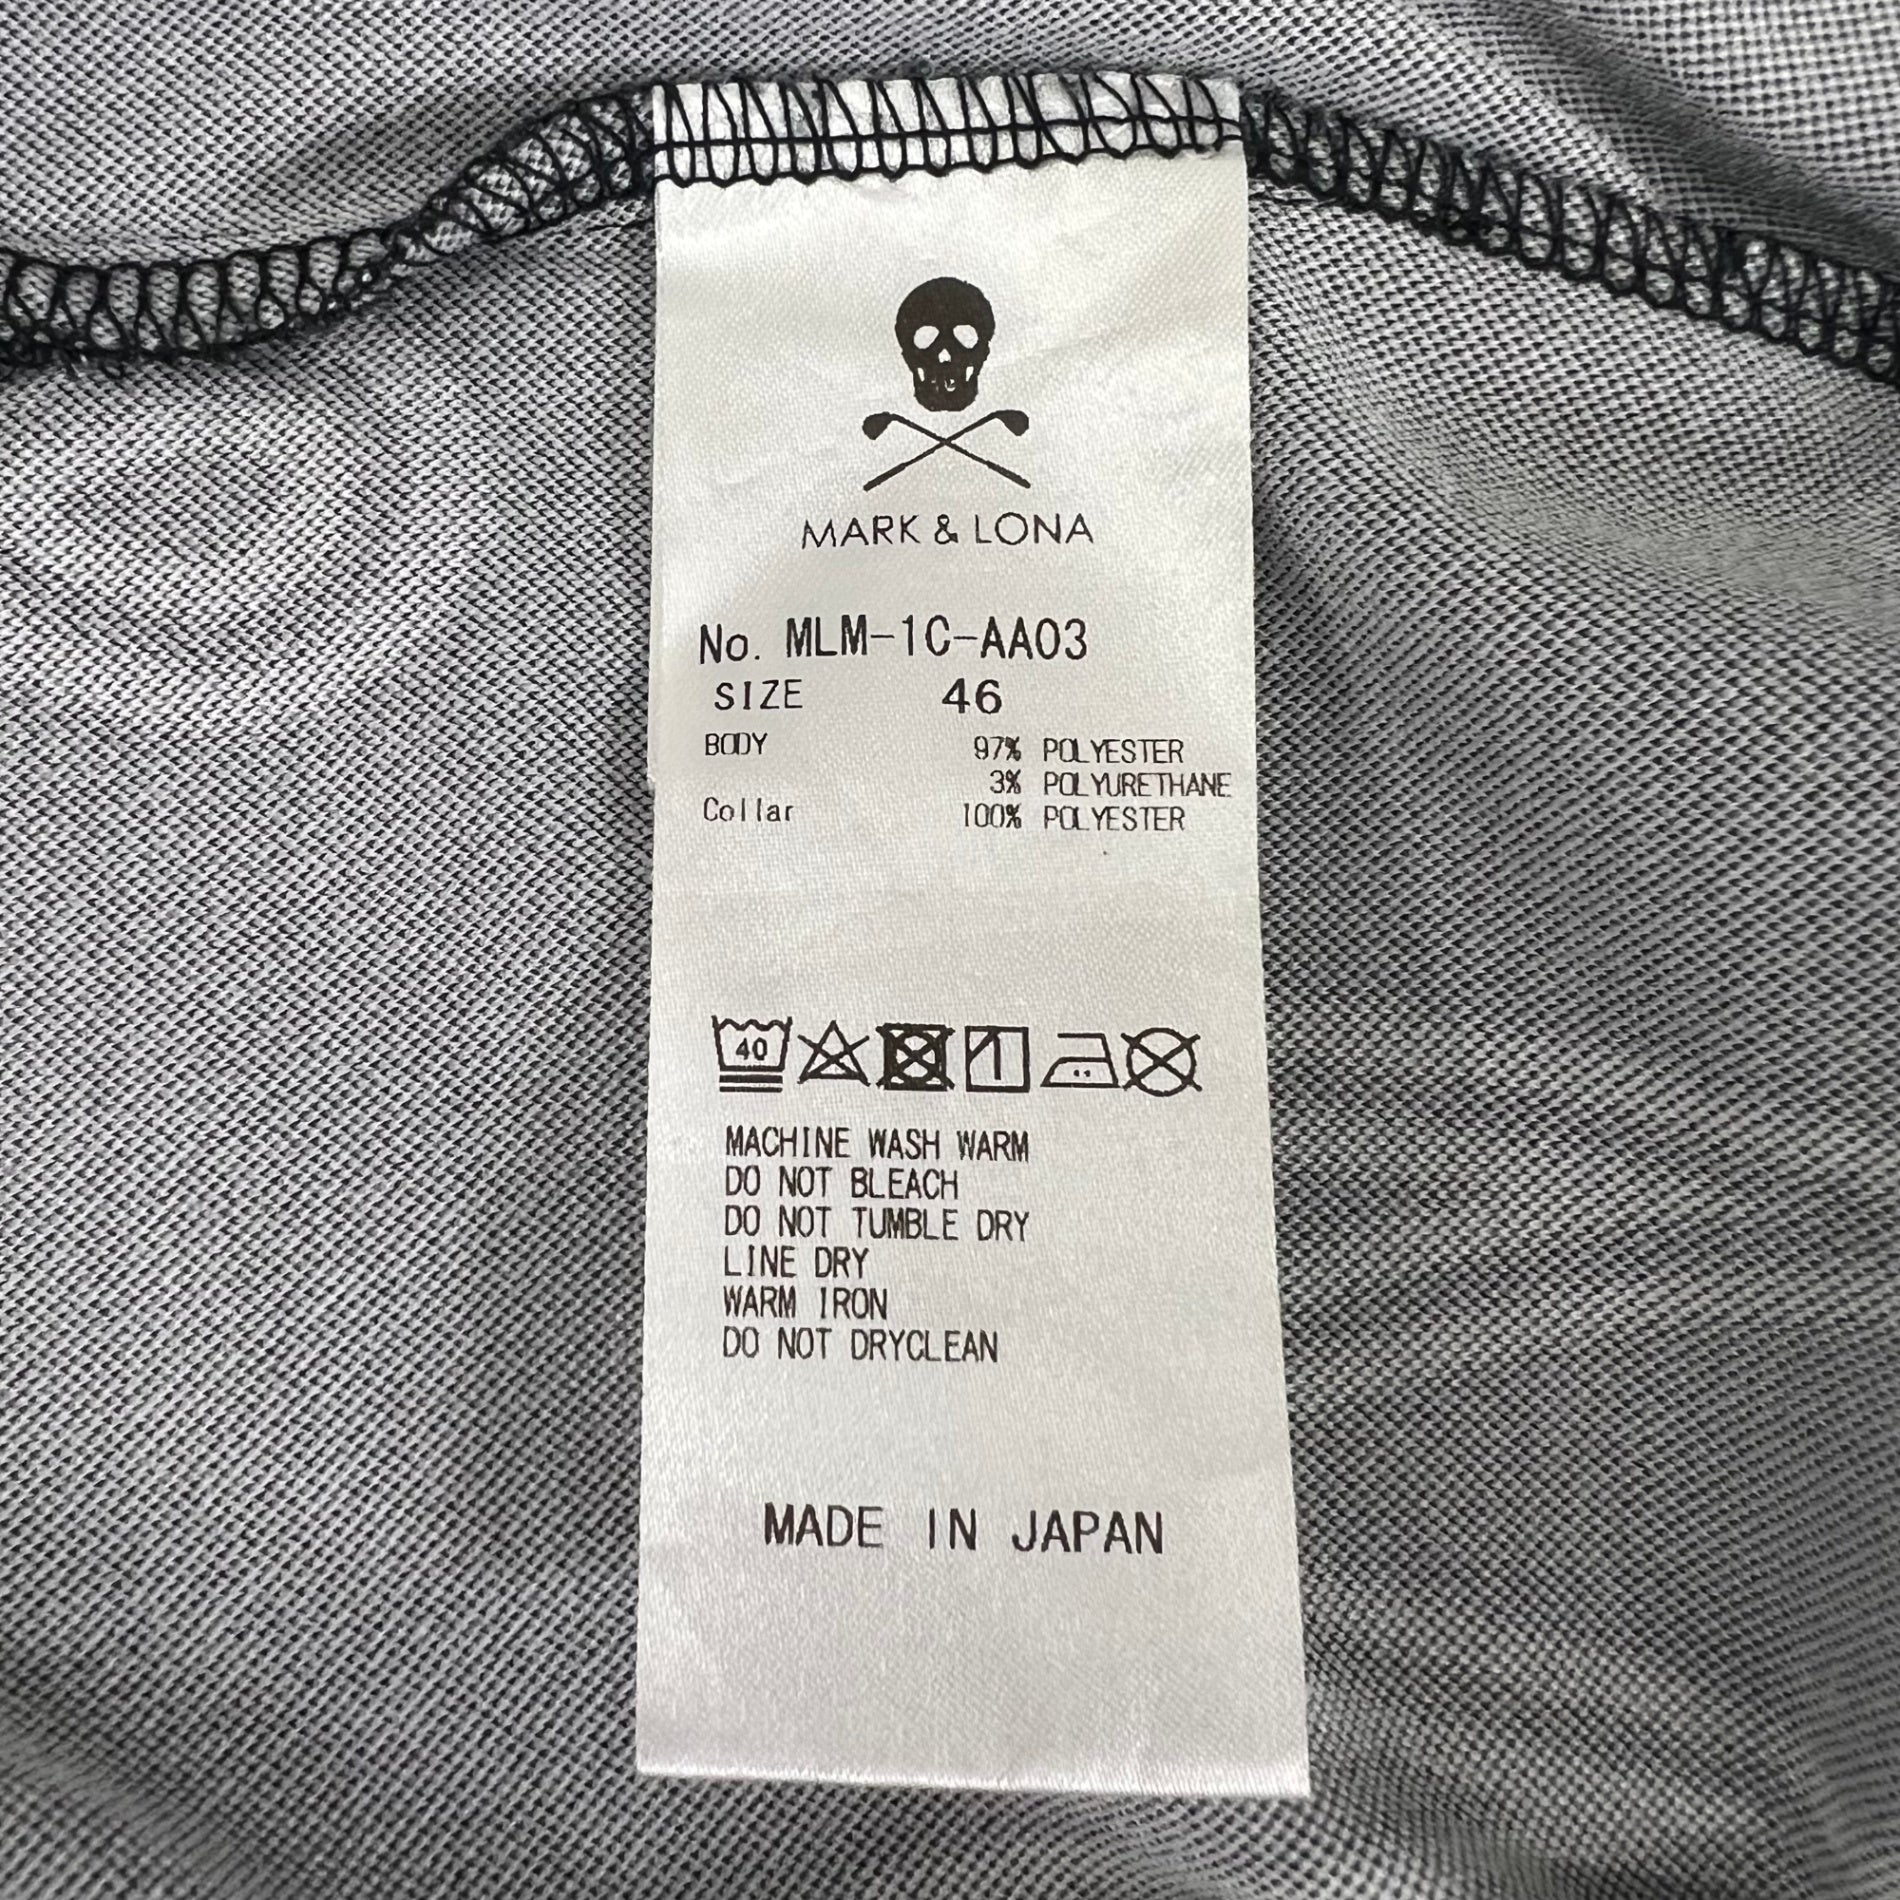 MARK & LONA
No. MLM-1C-AA03
SIZE 46
BODY 97% POLYESTER
3% POLYURETHANE
Collar 100% POLYESTER
40
MACHINE WASH WARM
DO NOT BLEACH
DO NOT TUMBLE DRY
LINE DRY
WARM IRON
DO NOT DRYCLEAN
MADE IN JAPAN